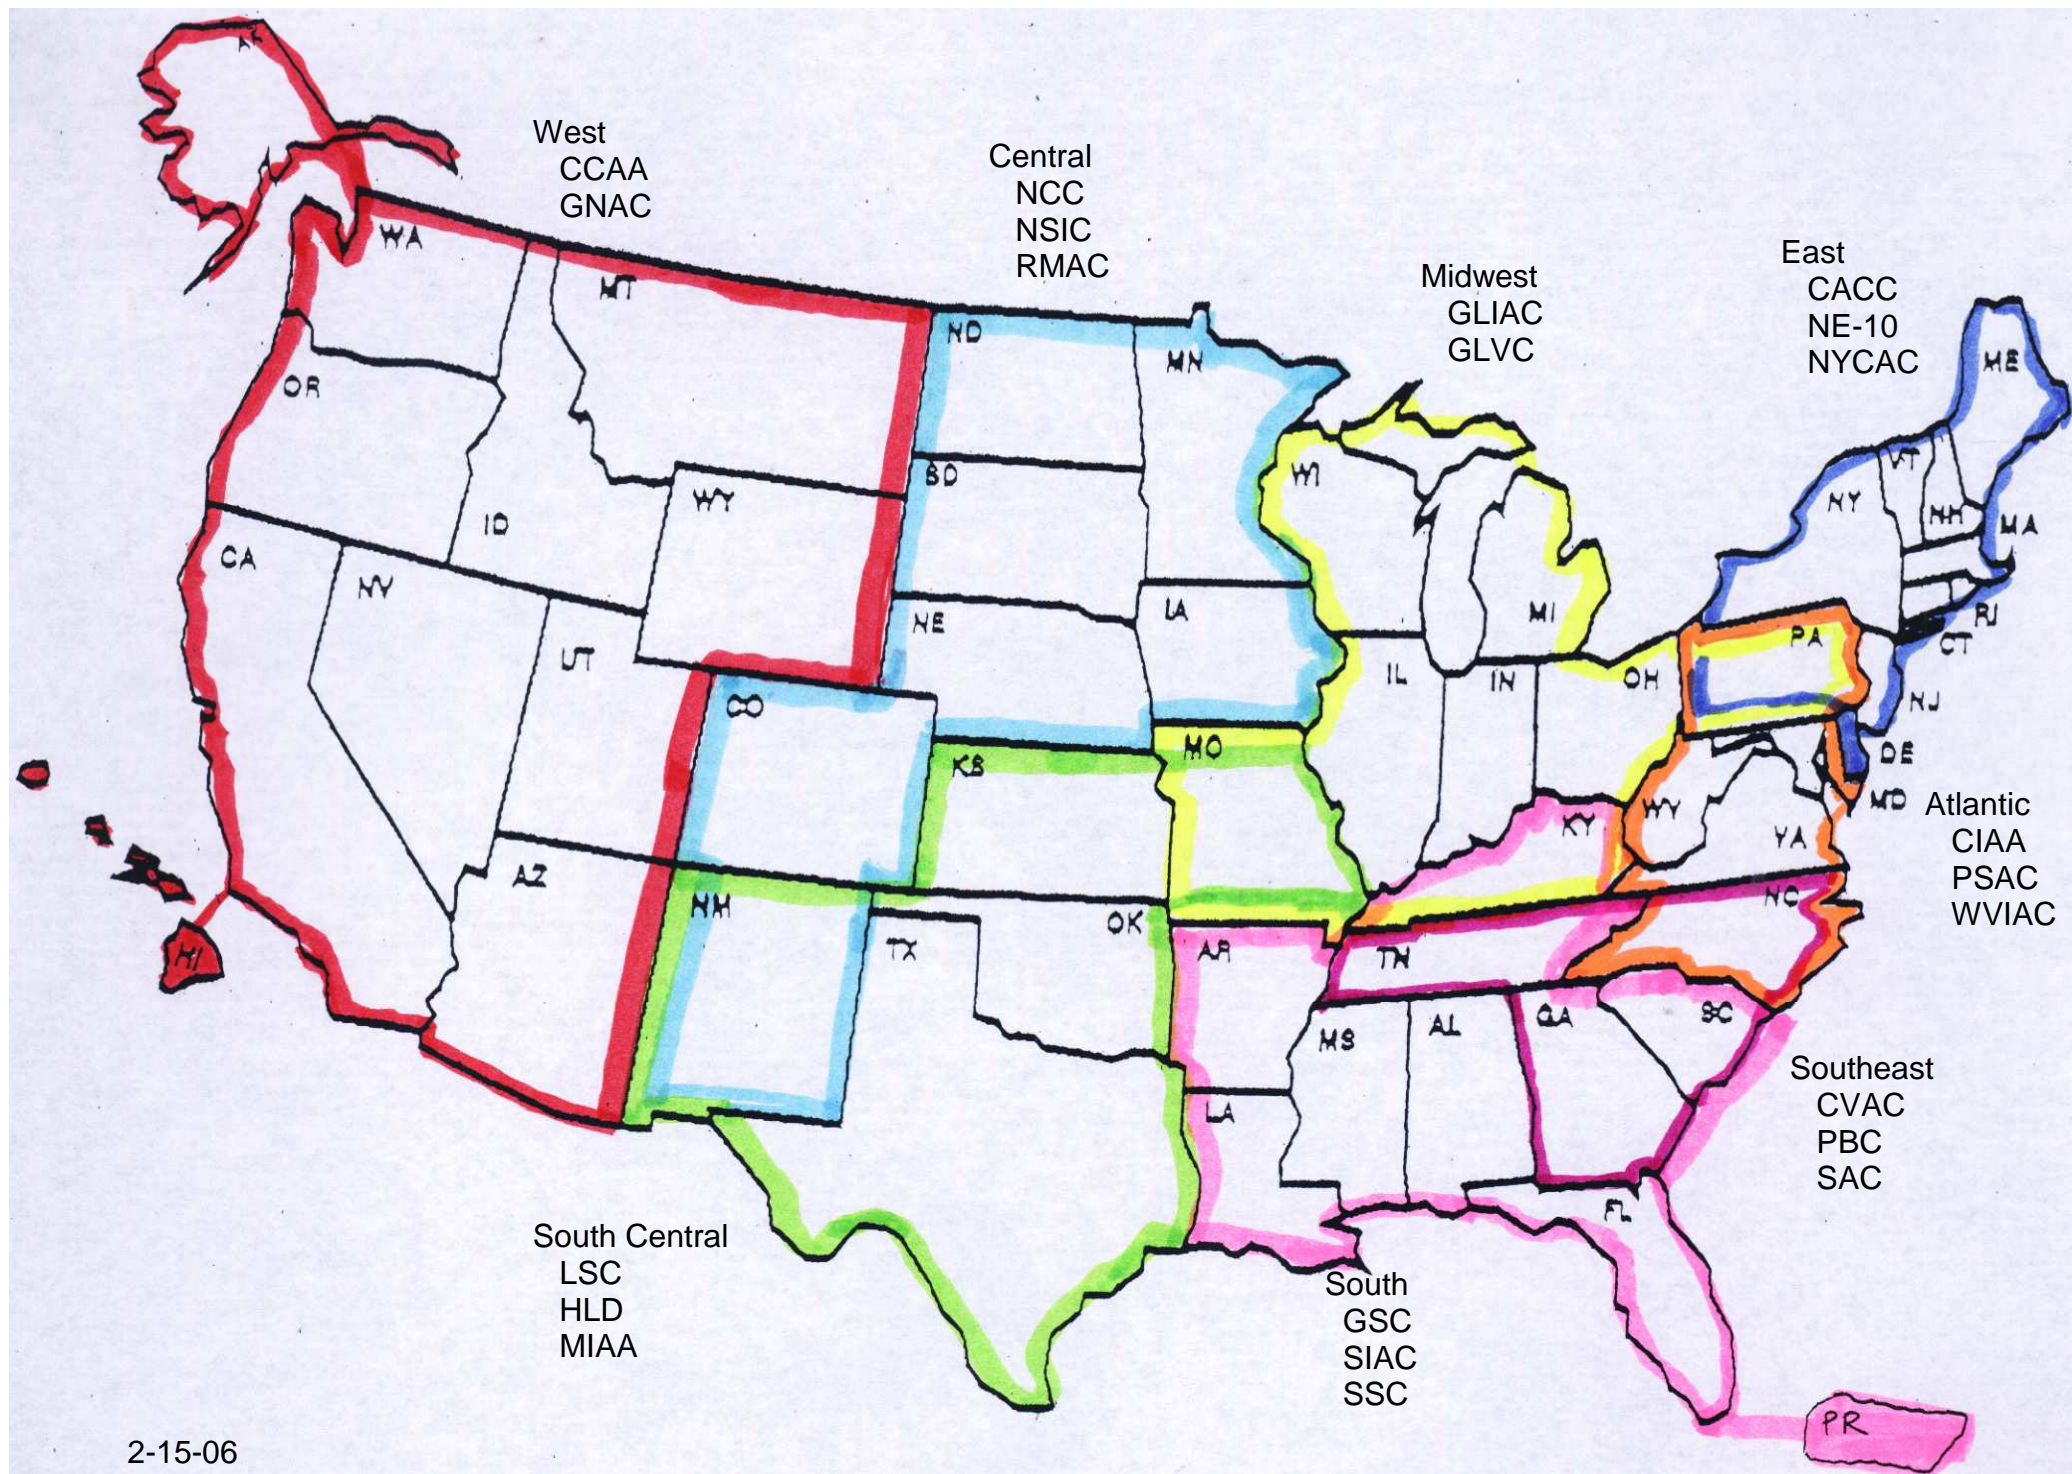 AK
West
CCAA
GNAC
Central
NCC
NSIC
RMAC
Midwest
GLIAC
GLVC
East
CACC
NE-10
NYCAC
WA
MT
ND
MN
ME
OR
SD
WI
VT
NY
NH
MA
ID
WY
CA
NV
NE
IA
MI
RI
PA
CT
UT
CO
IL
IN
OH
NJ
KS
MO
DE
MD
Atlantic
CIAA
PSAC
WVIAC
WV
KY
VA
AZ
NM
OK
TX
AR
TN
NC
HI
MS
AL
GA
SC
Southeast
CVAC
PBC
SAC
LA
FL
South Central
LSC
HLD
MIAA
South
GSC
SIAC
SSC
PR
2-15-06